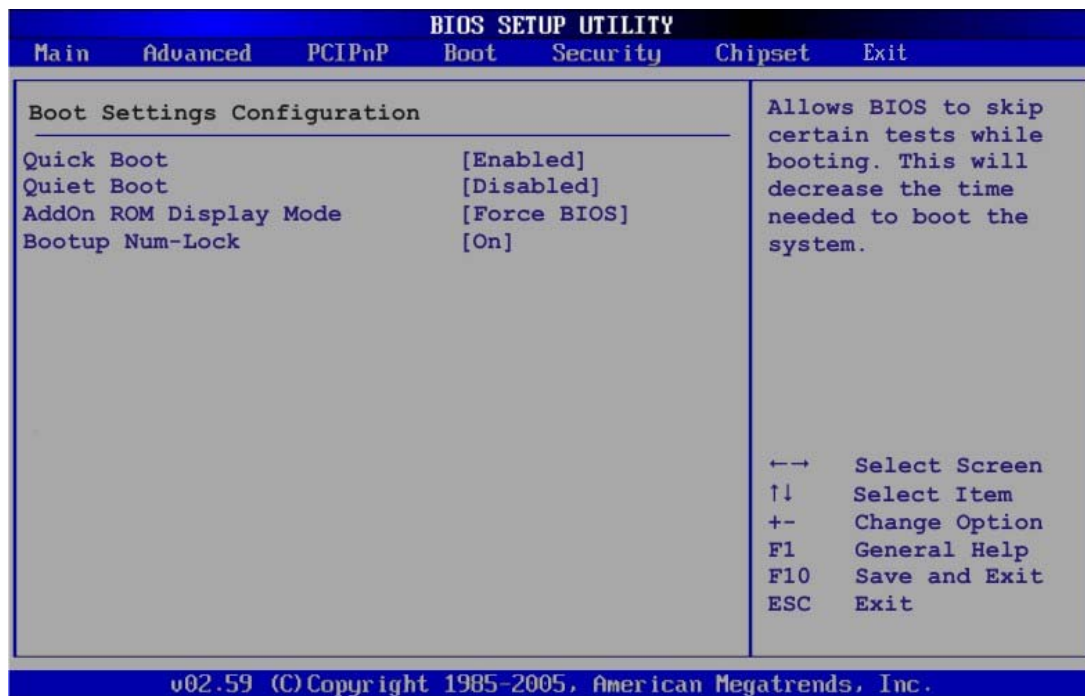 BIOS SETUP UTILITY
Main Advanced PCIPnP Boot Security Chipset Exit
Boot Settings Configuration
Quick Boot [Enabled]
Quiet Boot [Disabled]
AddOn ROM Display Mode [Force BIOS]
Bootup Num-Lock [On]
Allows BIOS to skip
certain tests while
booting. This will
decrease the time
needed to boot the
system.
←→ Select Screen
↑↓ Select Item
+- Change Option
F1 General Help
F10 Save and Exit
ESC Exit
v02.59 (C)Copyright 1985-2005, American Megatrends, Inc.